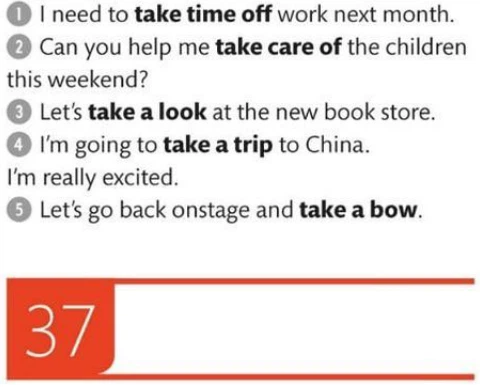 1 I need to take time off work next month.
2 Can you help me take care of the children
this weekend?
3 Let's take a look at the new book store.
4 I'm going to take a trip to China.
I'm really excited.
5 Let's go back onstage and take a bow.
37